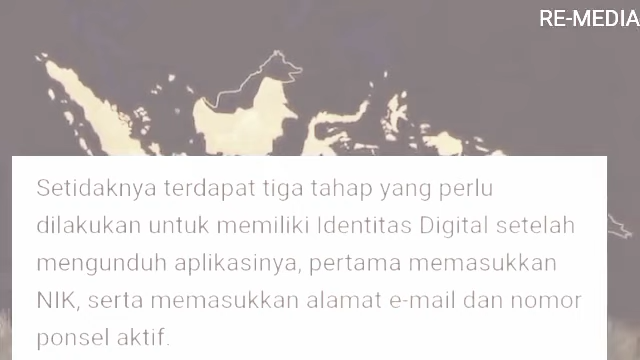 RE-MEDIA
Setidaknya terdapat tiga tahap yang perlu
dilakukan untuk memiliki Identitas Digital setelah
mengunduh aplikasinya, pertama memasukkan
NIK, serta memasukkan alamat e-mail dan nomor
ponsel aktif.